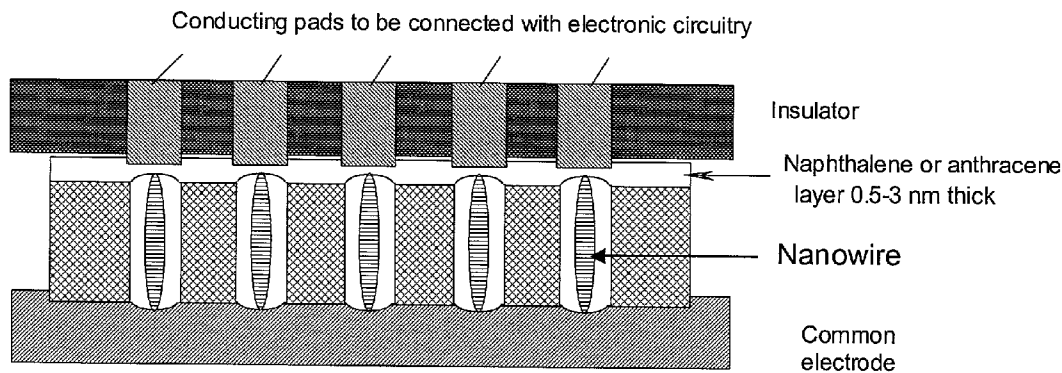 Conducting pads to be connected with electronic circuitry
Insulator
Naphthalene or anthracene
layer 0.5-3 nm thick
Nanowire
Common
electrode